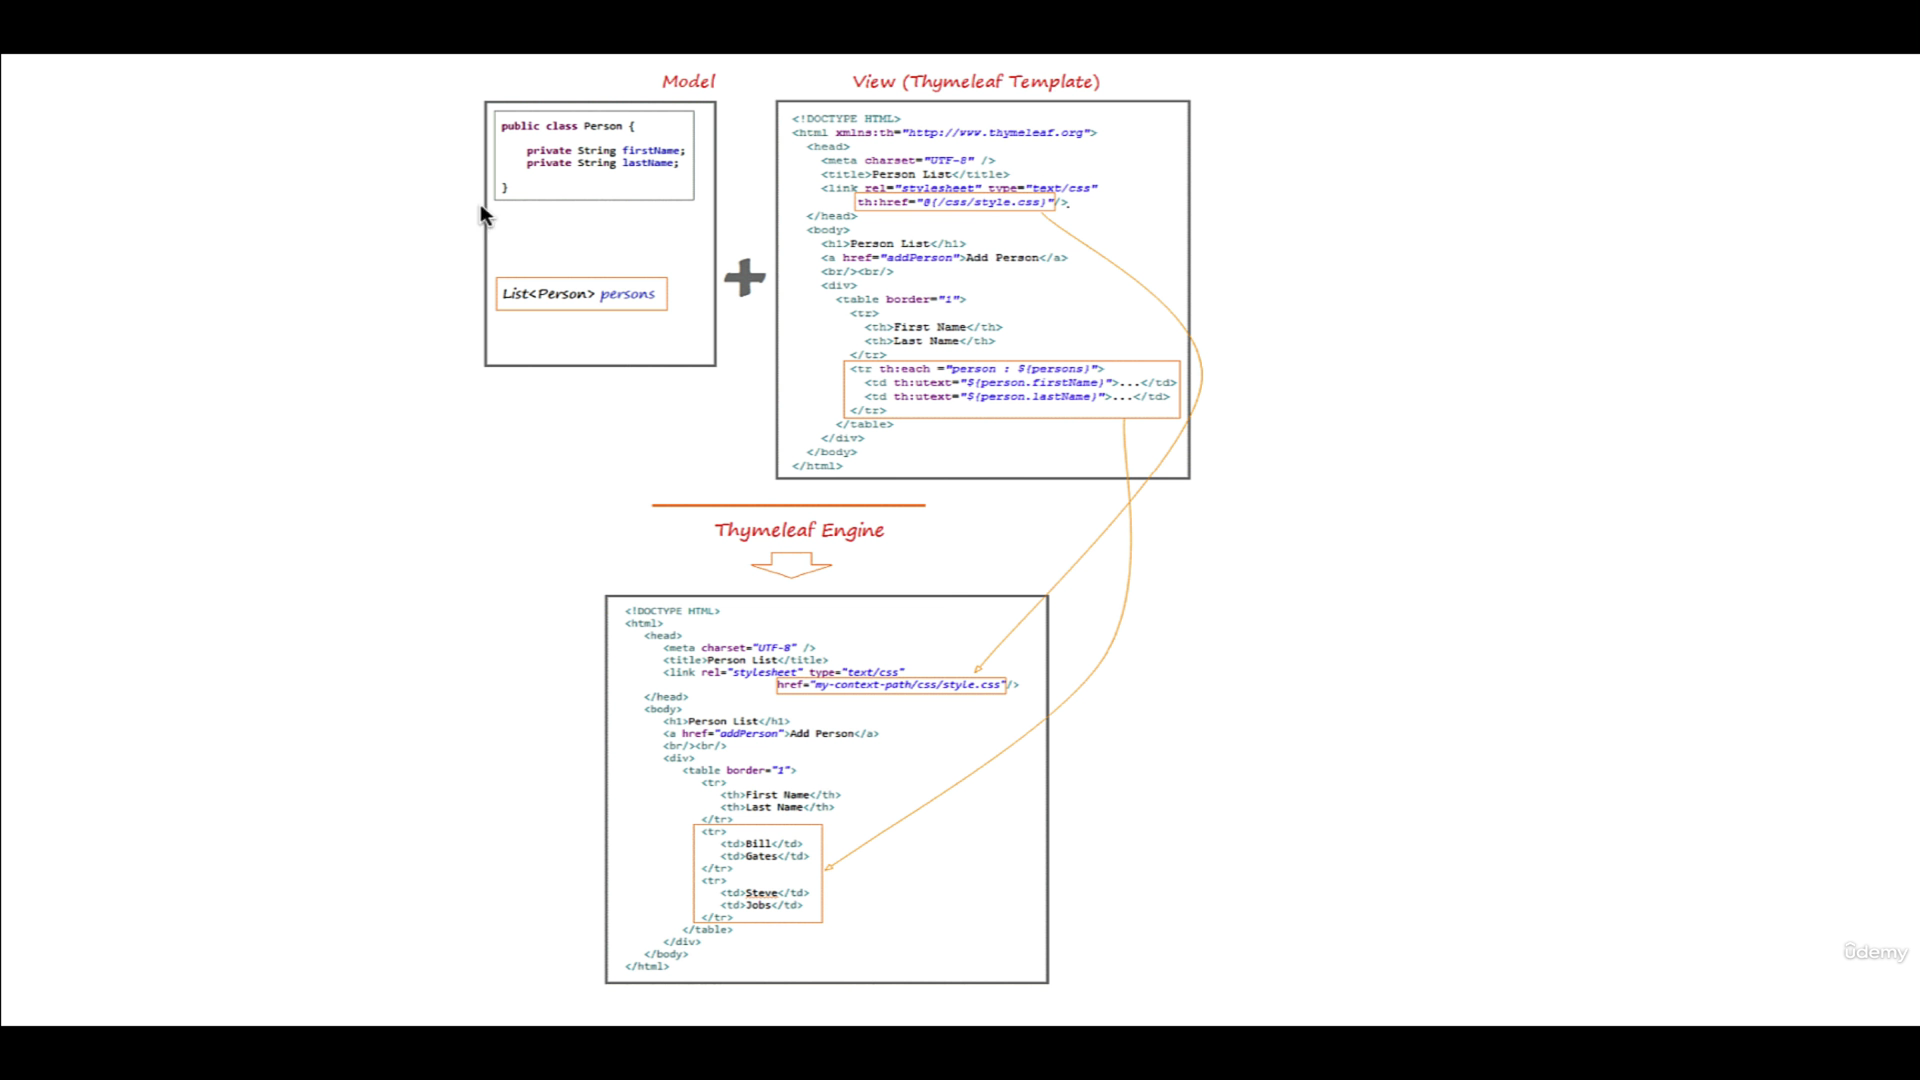 Model
public class Person {
private String firstName;
private String lastName;
}
List<Person> persons
View (Thymeleaf Template)
<!DOCTYPE HTML>
<html xmlns:th="http://www.thymeleaf.org">
<head>
<meta charset="UTF-8" />
<title>Person List</title>
<link rel="stylesheet" type="text/css"
th:href="@{/css/style.css}"/>
</head>
<body>
<h1>Person List</h1>
<a href="addPerson">Add Person</a>
<br/><br/>
<div>
<table border="1">
<tr>
<th>First Name</th>
<th>Last Name</th>
</tr>
<tr th:each ="person : ${persons}">
<td th:utext="${person.firstName}">...</td>
<td th:utext="${person.lastName}">...</td>
</tr>
</table>
</div>
</body>
</html>
Thymeleaf Engine
<!DOCTYPE HTML>
<html>
<head>
<meta charset="UTF-8" />
<title>Person List</title>
<link rel="stylesheet" type="text/css"
href="my-context-path/css/style.css"/>
</head>
<body>
<h1>Person List</h1>
<a href="addPerson">Add Person</a>
<br/><br/>
<div>
<table border="1">
<tr>
<th>First Name</th>
<th>Last Name</th>
</tr>
<tr>
<td>Bill</td>
<td>Gates</td>
</tr>
<tr>
<td>Steve</td>
<td>Jobs</td>
</tr>
</table>
</div>
</body>
</html>
udemy